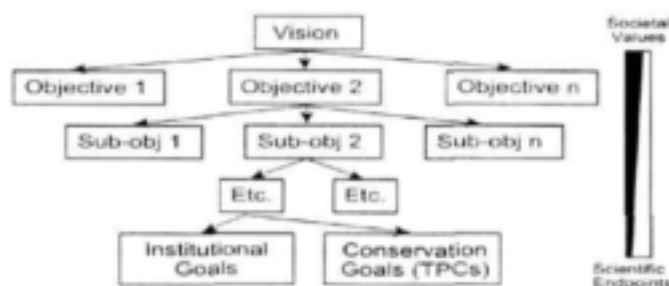 Vision
Societal
Values
Objective 1
Objective 2
Objective n
Sub-obj 1
Sub-obj 2
Sub-obj n
Etc.
Etc.
Institutional
Goals
Conservation
Goals (TPCs)
Scientific
Endpoints